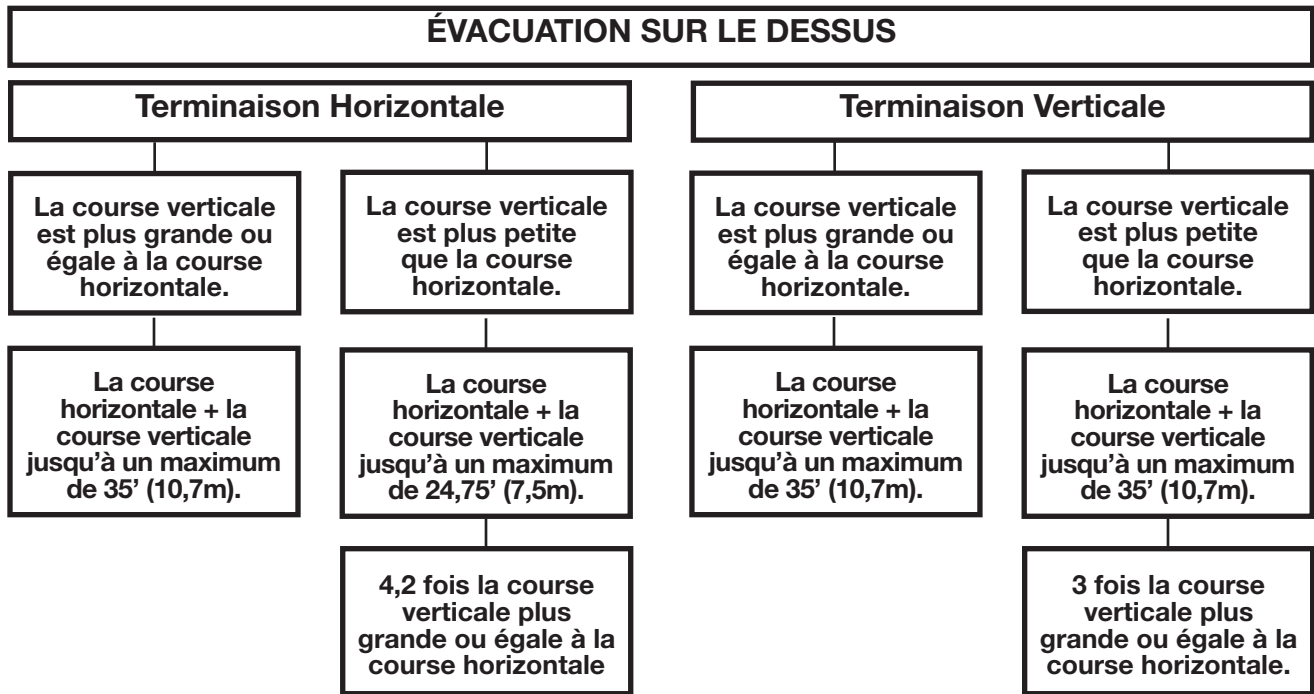 ÉVACUATION SUR LE DESSUS
Terminaison Horizontale
La course verticale
est plus grande ou
égale à la course
horizontale.
La course
horizontale + la
course verticale
jusqu'à un maximum
de 35' (10,7m).
La course verticale
est plus petite
que la course
horizontale.
La course
horizontale + la
course verticale
jusqu'à un maximum
de 24,75' (7,5m).
4,2 fois la course
verticale plus
grande ou égale à la
course horizontale
Terminaison Verticale
La course verticale
est plus grande ou
égale à la course
horizontale.
La course
horizontale + la
course verticale
jusqu'à un maximum
de 35' (10,7m).
La course verticale
est plus petite
que la course
horizontale.
La course
horizontale + la
course verticale
jusqu'à un maximum
de 35' (10,7m).
3 fois la course
verticale plus
grande ou égale à la
course horizontale.